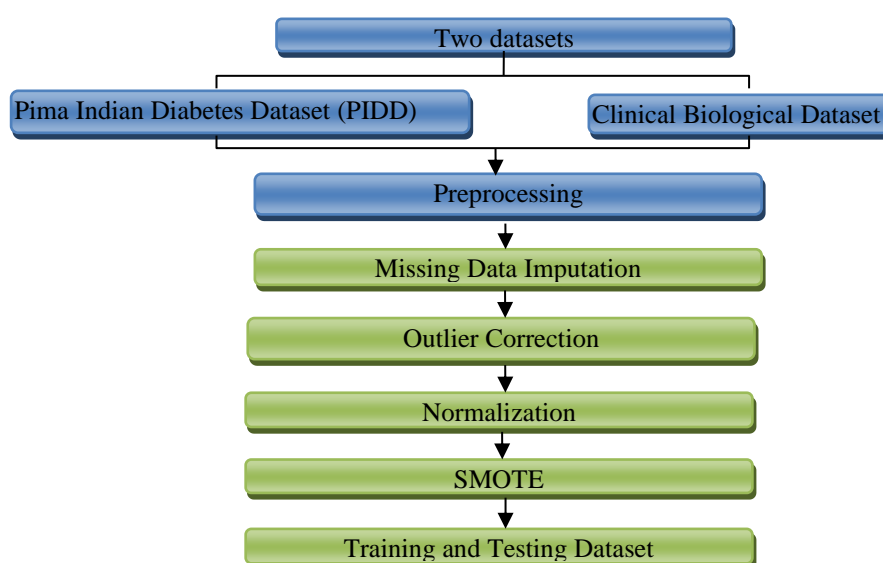 Two datasets
Pima Indian Diabetes Dataset (PIDD)
Clinical Biological Dataset
Preprocessing
Missing Data Imputation
Outlier Correction
Normalization
SMOTE
Training and Testing Dataset